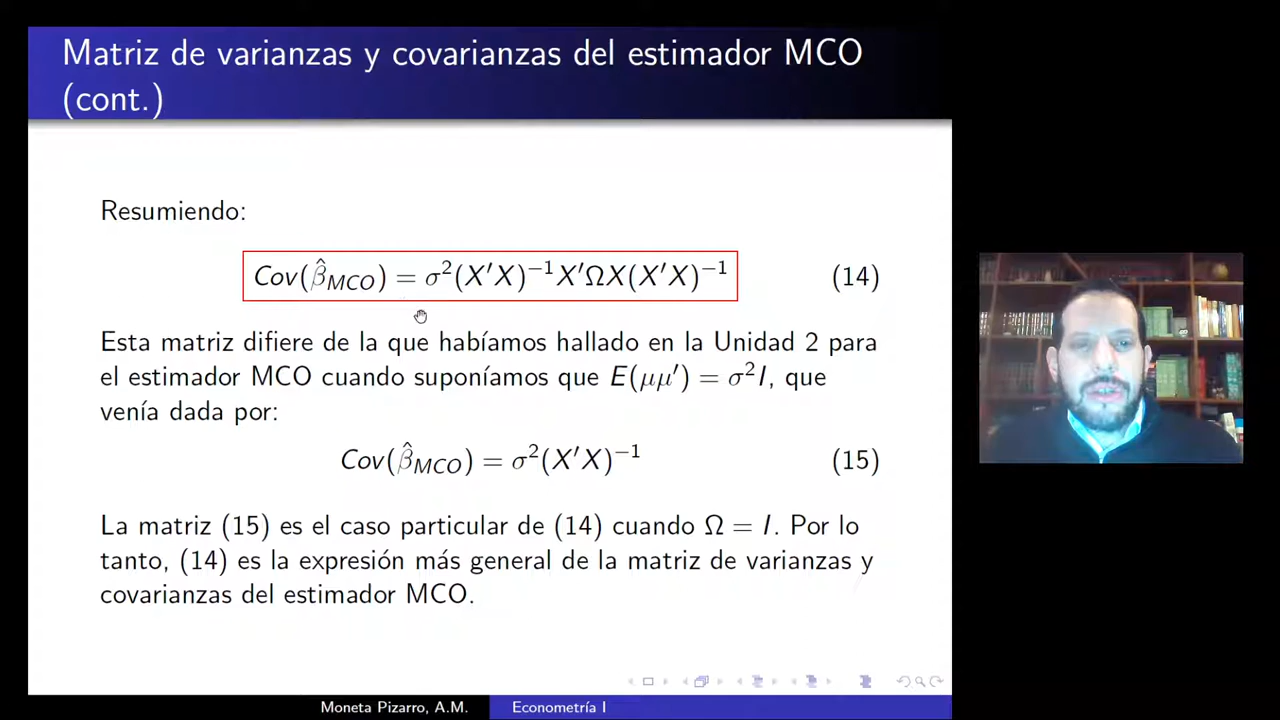 Matriz de varianzas y covarianzas del estimador MCO
(cont.)
Resumiendo:
Cov(β̂_MCO) = σ²(X′X)⁻¹X′ΩX(X′X)⁻¹ (14)
Esta matriz difiere de la que habíamos hallado en la Unidad 2 para
el estimador MCO cuando suponíamos que E(μμ′) = σ²I, que
venía dada por:
Cov(β̂_MCO) = σ²(X′X)⁻¹ (15)
La matriz (15) es el caso particular de (14) cuando Ω = I. Por lo
tanto, (14) es la expresión más general de la matriz de varianzas y
covarianzas del estimador MCO.
Moneta Pizarro, A.M. Econometría I